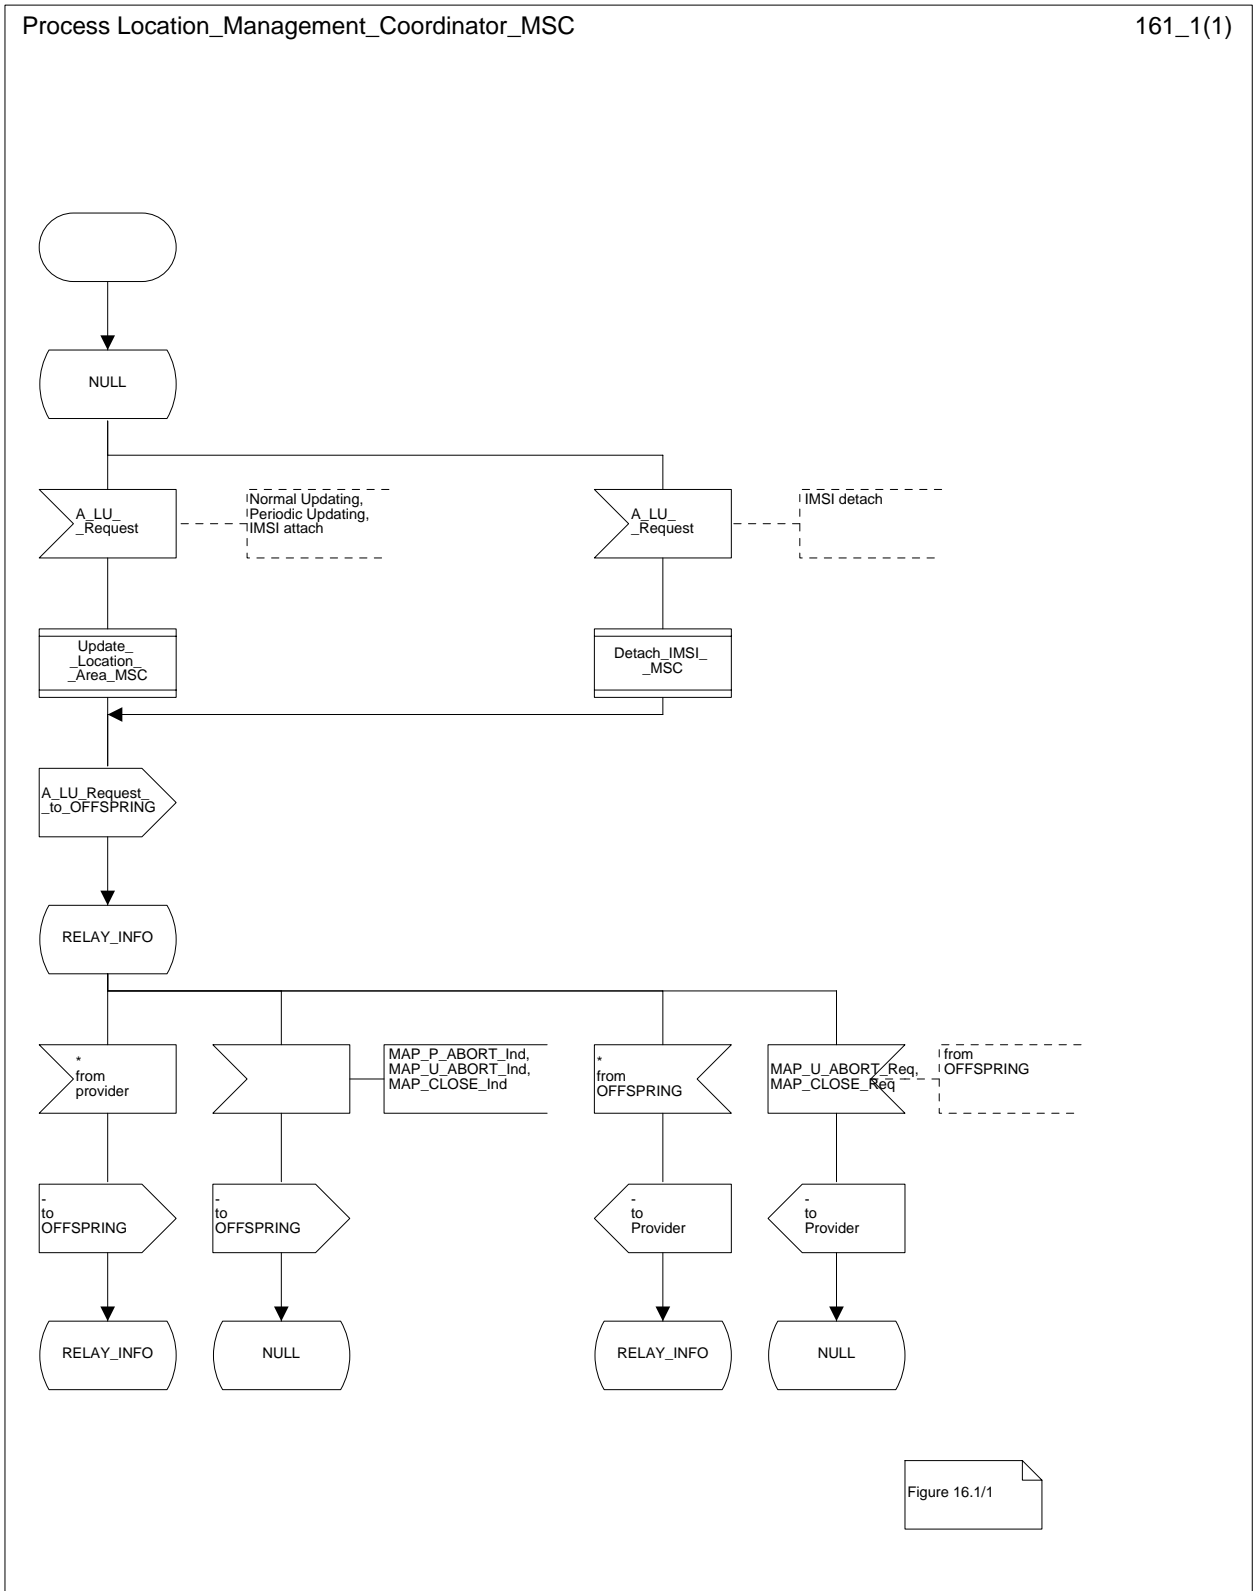 Process Location_Management_Coordinator_MSC
161_1(1)
NULL
A_LU_
_Request
Normal Updating,
Periodic Updating,
IMSI attach
A_LU_
_Request
IMSI detach
Update_
_Location_
_Area_MSC
Detach_IMSI_
_MSC
A_LU_Request_
_to_OFFSPRING
RELAY_INFO
*
from
provider
MAP_P_ABORT_Ind,
MAP_U_ABORT_Ind,
MAP_CLOSE_Ind
*
from
OFFSPRING
MAP_U_ABORT_Req,
MAP_CLOSE_Req
from
OFFSPRING
-
to
OFFSPRING
-
to
OFFSPRING
-
to
Provider
-
to
Provider
RELAY_INFO
NULL
RELAY_INFO
NULL
Figure 16.1/1